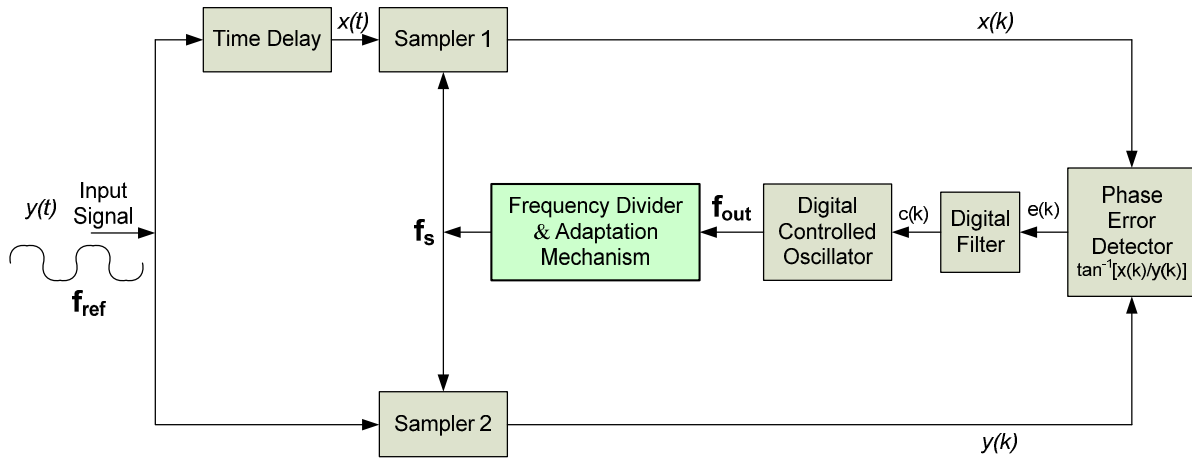 x(t)
x(k)
Time Delay
Sampler 1
Input
Signal
y(t)
f_ref
f_s
Frequency Divider
& Adaptation
Mechanism
f_out
Digital
Controlled
Oscillator
c(k)
Digital
Filter
e(k)
Phase
Error
Detector
tan⁻¹[x(k)/y(k)]
Sampler 2
y(k)